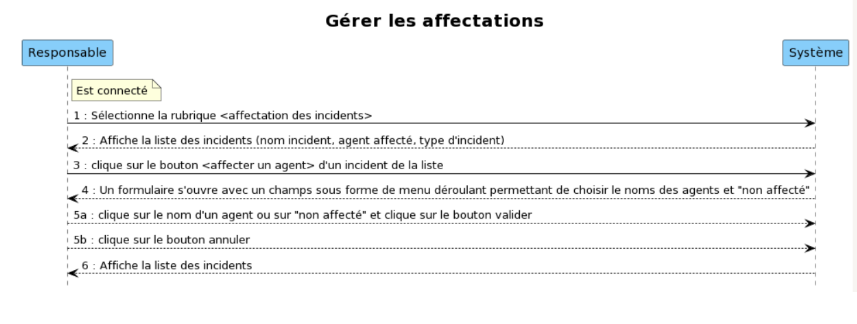 Gérer les affectations
Responsable
Système
Est connecté
1 : Sélectionne la rubrique <affectation des incidents>
2 : Affiche la liste des incidents (nom incident, agent affecté, type d'incident)
3 : clique sur le bouton <affecter un agent> d'un incident de la liste
4 : Un formulaire s'ouvre avec un champs sous forme de menu déroulant permettant de choisir le noms des agents et "non affecté"
5a : clique sur le nom d'un agent ou sur "non affecté" et clique sur le bouton valider
5b : clique sur le bouton annuler
6 : Affiche la liste des incidents